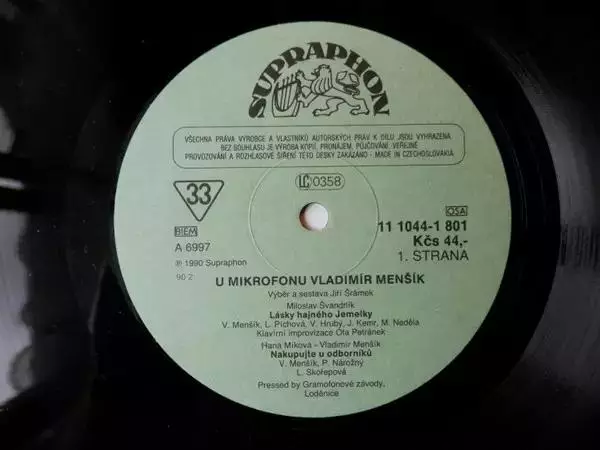 SUPRAPHON
VŠECHNA PRÁVA VÝROBCE A VLASTNÍKŮ AUTORSKÝCH PRÁV K DÍLU JSOU VYHRAZENA
BEZ SOUHLASU JE VÝROBA KOPIÍ, PRONÁJEM, PŮJČOVÁNÍ, VEŘEJNÉ
PROVOZOVÁNÍ A ROZHLASOVÉ ŠÍŘENÍ TÉTO DESKY ZAKÁZÁNO - MADE IN CZECHOSLOVAKIA
33
LC 0358
BIEM
OSA
A 6997
11 1044-1 801
Kčs 44,-
℗ 1990 Supraphon
1. STRANA
90 2
U MIKROFONU VLADIMÍR MENŠÍK
Výběr a sestava Jiří Šrámek
Miloslav Švandrlík
Lásky hajného Jemelky
V. Menšík, L. Pichová, V. Hrubý, J. Kemr, M. Neděla
Klavírní improvizace Ota Petránek
Hana Miková - Vladimír Menšík
Nakupujte u odborníků
V. Menšík, P. Nárožný,
L. Skořepová
Pressed by Gramofonové závody,
Loděnice